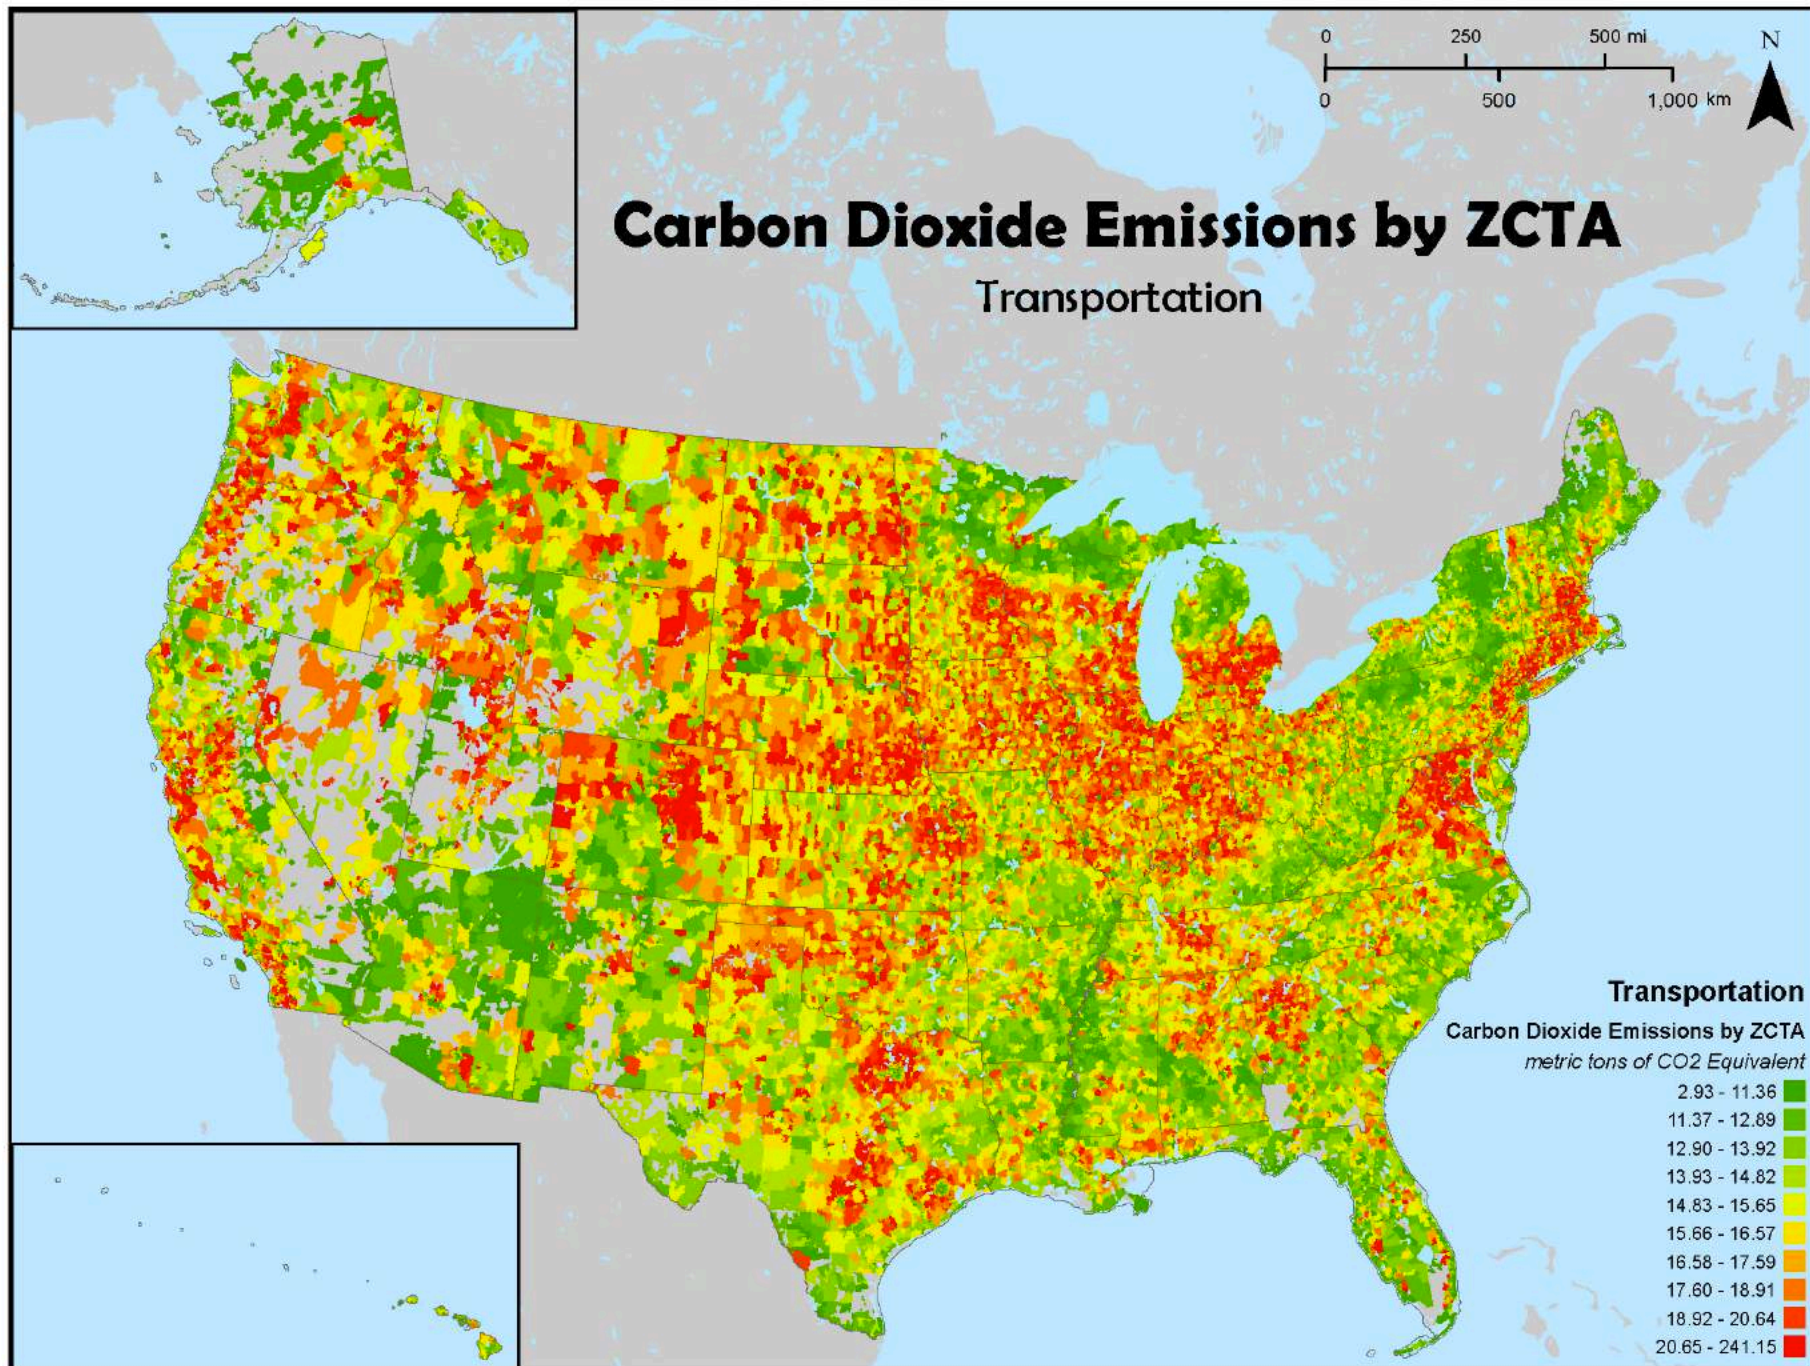 0 250 500 mi
0 500 1,000 km
N
Carbon Dioxide Emissions by ZCTA
Transportation
Transportation
Carbon Dioxide Emissions by ZCTA
metric tons of CO2 Equivalent
2.93 - 11.36
11.37 - 12.89
12.90 - 13.92
13.93 - 14.82
14.83 - 15.65
15.66 - 16.57
16.58 - 17.59
17.60 - 18.91
18.92 - 20.64
20.65 - 241.15